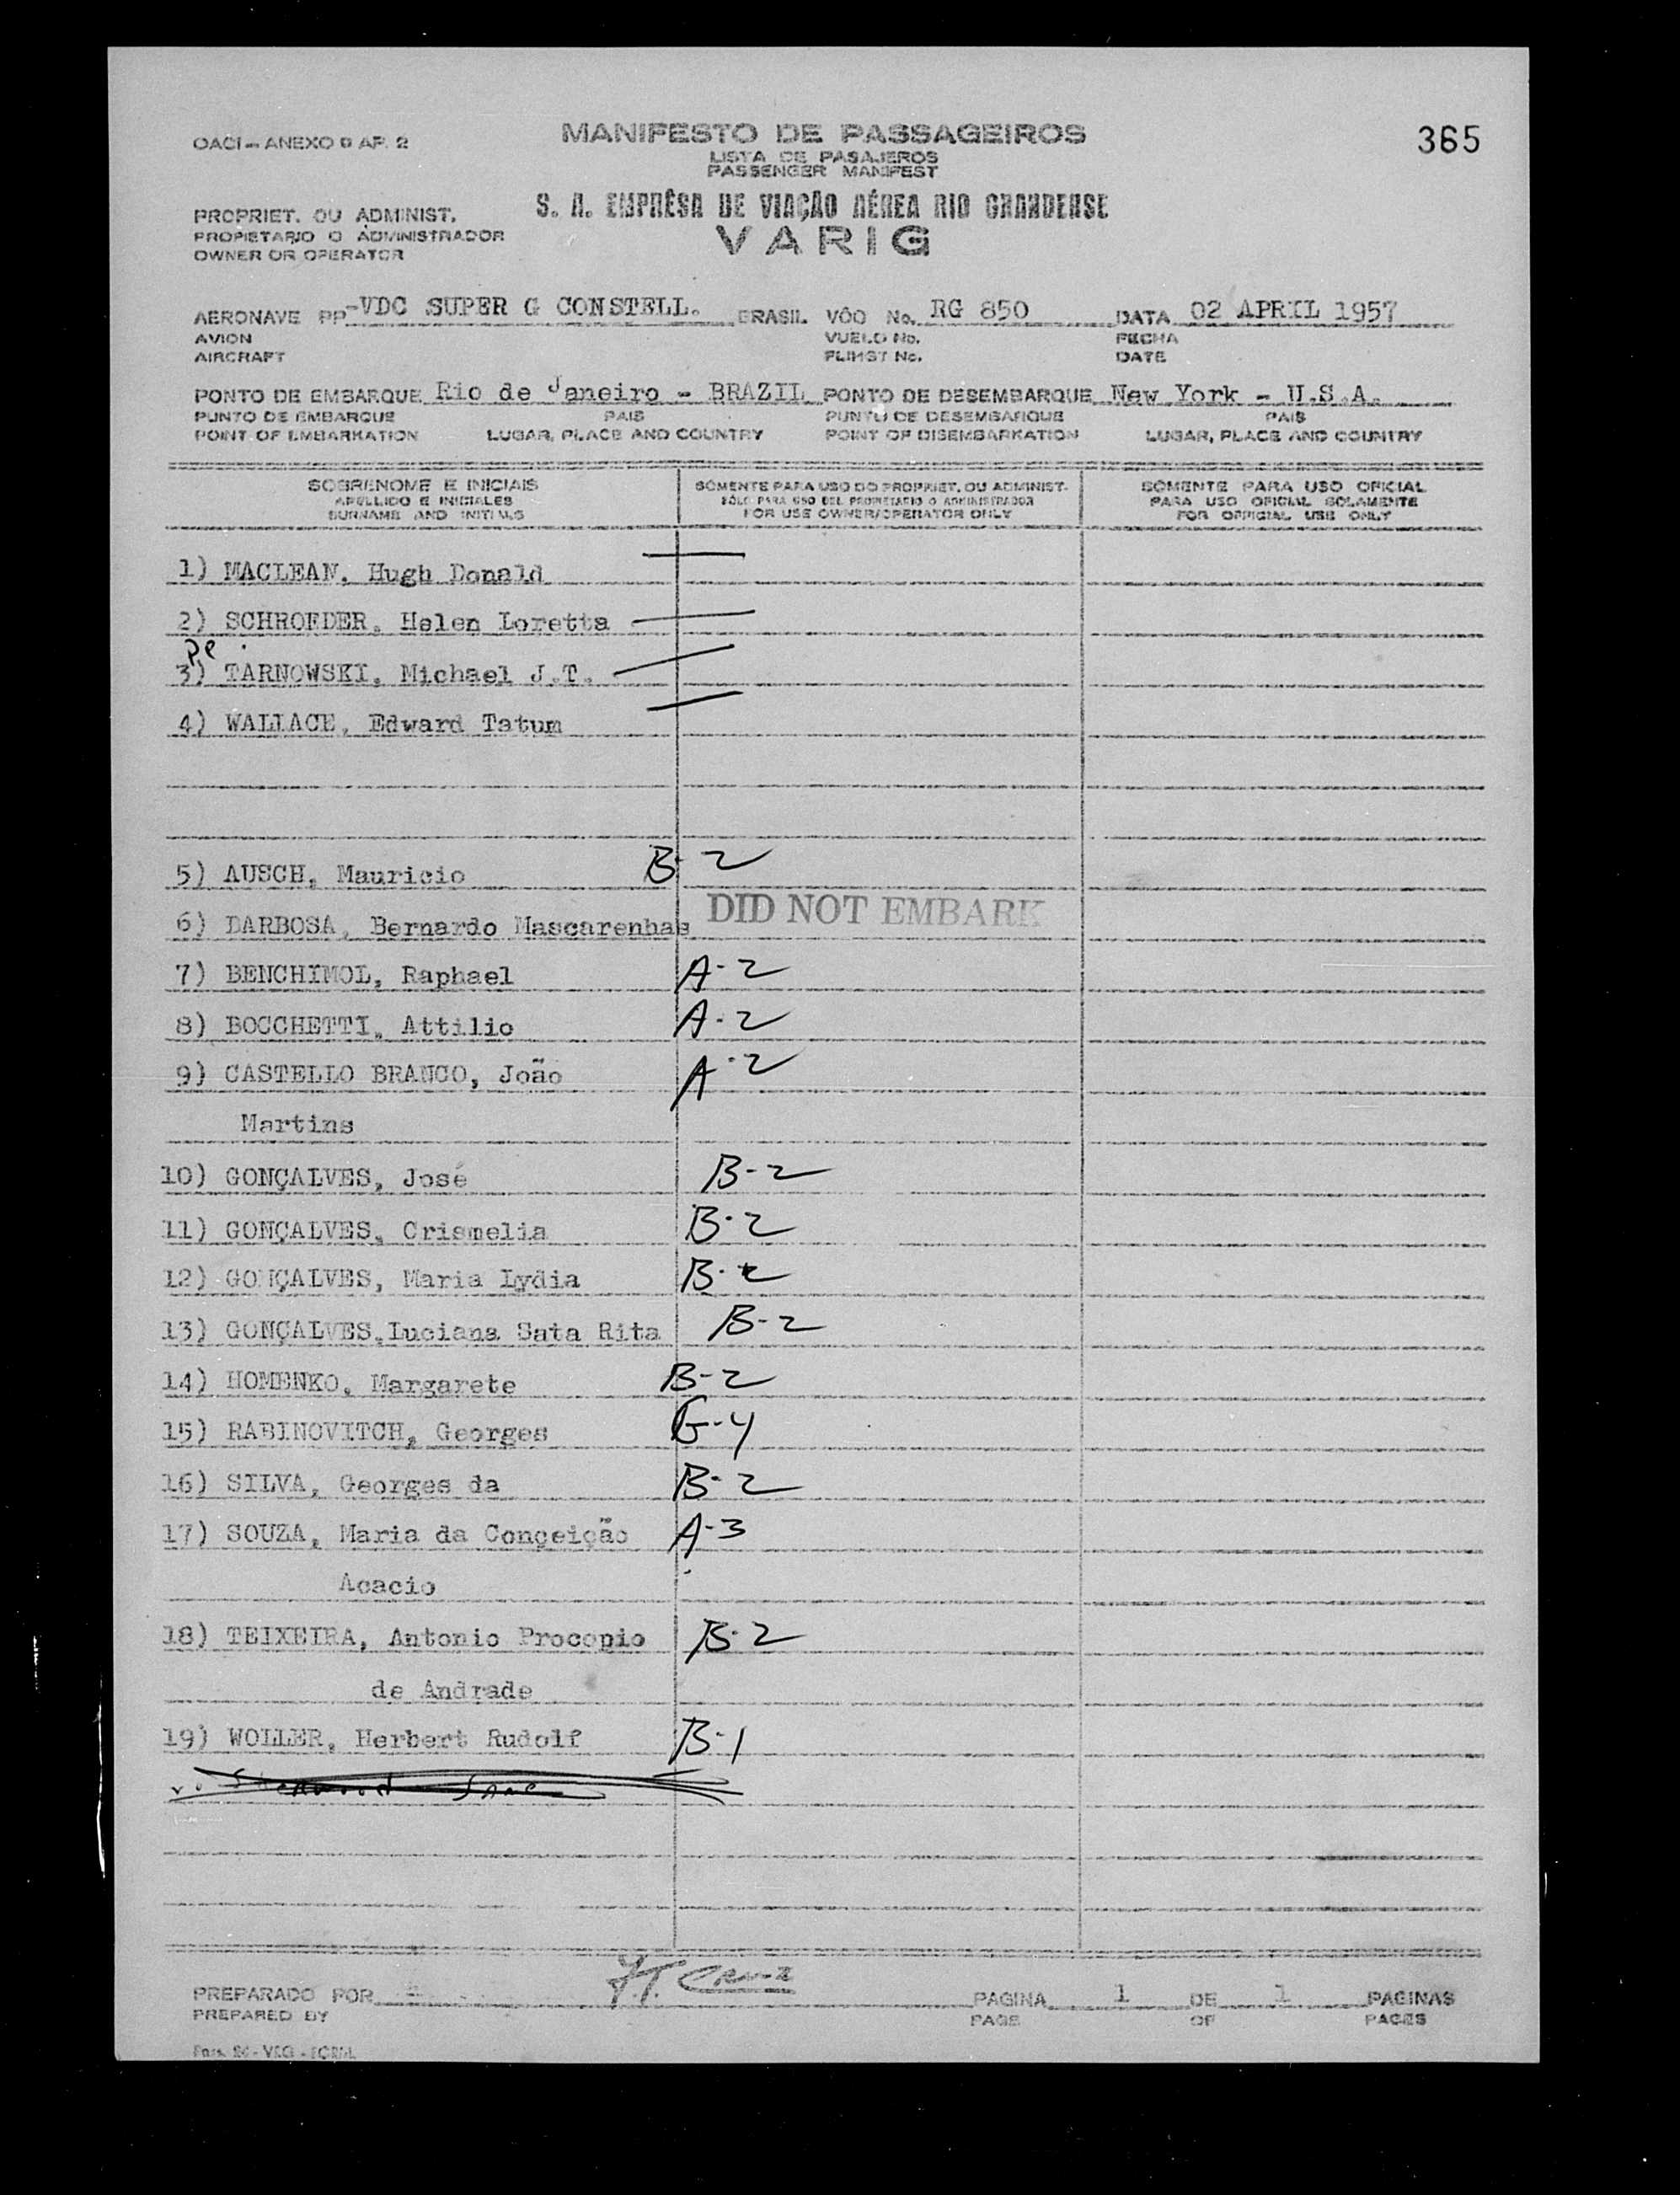 OACI - ANEXO 9 AP. 2
MANIFESTO DE PASSAGEIROS
365
LISTA DE PASAJEROS
PASSENGER MANIFEST
S. A. EMPRÊSA DE VIAÇÃO AÉREA RIO GRANDENSE
PROPRIET. OU ADMINIST.
PROPIETARIO O ADMINISTRADOR
VARIG
OWNER OR OPERATOR
AERONAVE PP-VDC SUPER G CONSTELL. BRASIL VÔO No. RG 850 DATA 02 APRIL 1957
AVION VUELO No. FECHA
AIRCRAFT FLIHGT No. DATE
PONTO DE EMBARQUE Rio de Janeiro - BRAZIL PONTO DE DESEMBARQUE New York - U.S.A.
PUNTO DE EMBARQUE PAIS PUNTO DE DESEMBARQUE PAIS
POINT OF EMBARKATION LUGAR, PLACE AND COUNTRY POINT OF DISEMBARKATION LUGAR, PLACE AND COUNTRY
SOBRENOME E INICIAIS SÓMENTE PARA USO DO PROPRIET. OU ADMINIST. SOMENTE PARA USO OFICIAL
APELLIDO E INICIALES SÓLO PARA USO DEL PROPIETARIO O ADMINISTRADOR PARA USO OFICIAL SOLAMENTE
SURNAME AND INITIALS FOR USE OWNER/OPERATOR ONLY FOR OFFICIAL USE ONLY
1) MACLEAN, Hugh Donald
2) SCHROEDER, Helen Loretta
Pe
3) TARNOWSKI, Michael J.T.
4) WALLACE, Edward Tatum
5) AUSCH, Mauricio B-2
6) BARBOSA, Bernardo Mascarenhas DID NOT EMBARK
7) BENCHIMOL, Raphael A-2
8) BOCCHETTI, Attilio A-2
9) CASTELLO BRANCO, João A-2
Martins
10) GONÇALVES, José B-2
11) GONÇALVES, Crismelia B-2
12) GONÇALVES, Maria Lydia B-2
13) GONÇALVES,Luciana Sata Rita B-2
14) HOMENKO, Margarete B-2
15) RABINOVITCH, Georges G-4
16) SILVA, Georges da B-2
17) SOUZA, Maria da Conçeição A-3
Acacio
18) TEIXEIRA, Antonio Procopio B-2
de Andrade
19) WOLLER, Herbert Rudolf B-1
PREPARADO POR J.T. Cruz PAGINA 1 DE 1 PAGINAS
PREPARED BY PAGE OF PAGES